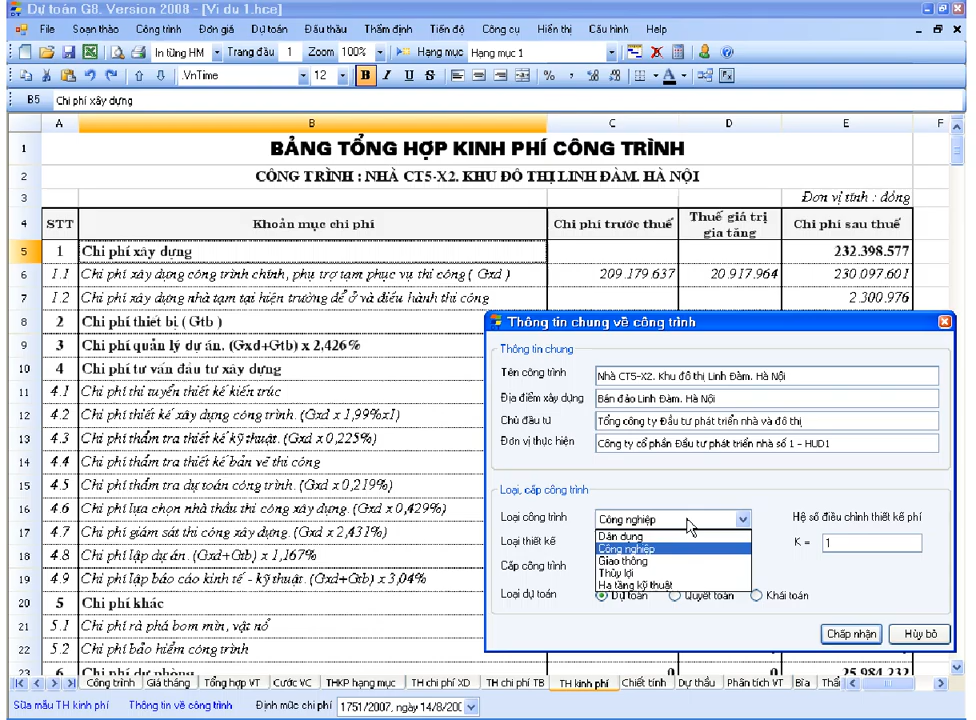 Dự toán G8, Version 2008 - [Vi du 1.hce]
File Soạn thảo Công trình Đơn giá Dự toán Đấu thầu Thẩm định Tiến độ Công cụ Hiển thị Cấu hình Help
In từng HM Trang đầu 1 Zoom 100% Hạng mục Hạng mục 1
.VnTime 12 B I U S % ,
B5 Chi phí xây dựng
A B C D E F
1 BẢNG TỔNG HỢP KINH PHÍ CÔNG TRÌNH
2 CÔNG TRÌNH : NHÀ CT5-X2. KHU ĐÔ THỊ LINH ĐÀM. HÀ NỘI
3 Đơn vị tính : đồng
4 STT Khoản mục chi phí Chi phí trước thuế Thuế giá trị gia tăng Chi phí sau thuế
5 1 Chi phí xây dựng 232.398.577
6 1.1 Chi phí xây dựng công trình chính, phụ trợ tạm phục vụ thi công ( Gxd ) 209.179.637 20.917.964 230.097.601
7 1.2 Chi phí xây dựng nhà tạm tại hiện trường để ở và điều hành thi công 2.300.976
8 2 Chi phí thiết bị ( Gtb )
9 3 Chi phí quản lý dự án. (Gxd+Gtb) x 2,426%
10 4 Chi phí tư vấn đầu tư xây dựng
11 4.1 Chi phí thi tuyển thiết kế kiến trúc
12 4.2 Chi phí thiết kế xây dựng công trình. (Gxd x 1,99%x1)
13 4.3 Chi phí thẩm tra thiết kế kỹ thuật. (Gxd x 0,225%)
14 4.4 Chi phí thẩm tra thiết kế bản vẽ thi công
15 4.5 Chi phí thẩm tra dự toán công trình. (Gxd x 0,219%)
16 4.6 Chi phí lựa chọn nhà thầu thi công xây dựng. (Gxd x 0,429%)
17 4.7 Chi phí giám sát thi công xây dựng. (Gxd x 2,431%)
18 4.8 Chi phí lập dự án. (Gxd+Gtb) x 1,167%
19 4.9 Chi phí lập báo cáo kinh tế - kỹ thuật. (Gxd+Gtb) x 3,04%
20 5 Chi phí khác
21 5.1 Chi phí rà phá bom mìn, vật nổ
22 5.2 Chi phí bảo hiểm công trình
23 6 Chi phí dự phòng 0 0 25.984.232
Thông tin chung về công trình
Thông tin chung
Tên công trình Nhà CT5-X2. Khu đô thị Linh Đàm. Hà Nội
Địa điểm xây dựng Bán đảo Linh Đàm. Hà Nội
Chủ đầu tư Tổng công ty Đầu tư phát triển nhà và đô thị
Đơn vị thực hiện Công ty cổ phần Đầu tư phát triển nhà số 1 - HUD1
Loại, cấp công trình
Loại công trình Công nghiệp Hệ số điều chỉnh thiết kế phí
Dân dụng
Loại thiết kế Công nghiệp K = 1
Giao thông
Cấp công trình Thủy lợi
Hạ tầng kỹ thuật
Loại dự toán Dự toán Quyết toán Khái toán
Chấp nhận Hủy bỏ
Công trình Giá tháng Tổng hợp VT Cước VC THKP hạng mục TH chi phí XD TH chi phí TB TH kinh phí Chiết tính Dự thầu Phân tích VT Bìa Thẩ
Sửa mẫu TH kinh phí Thông tin về công trình Định mức chi phí 1751/2007, ngày 14/8/200